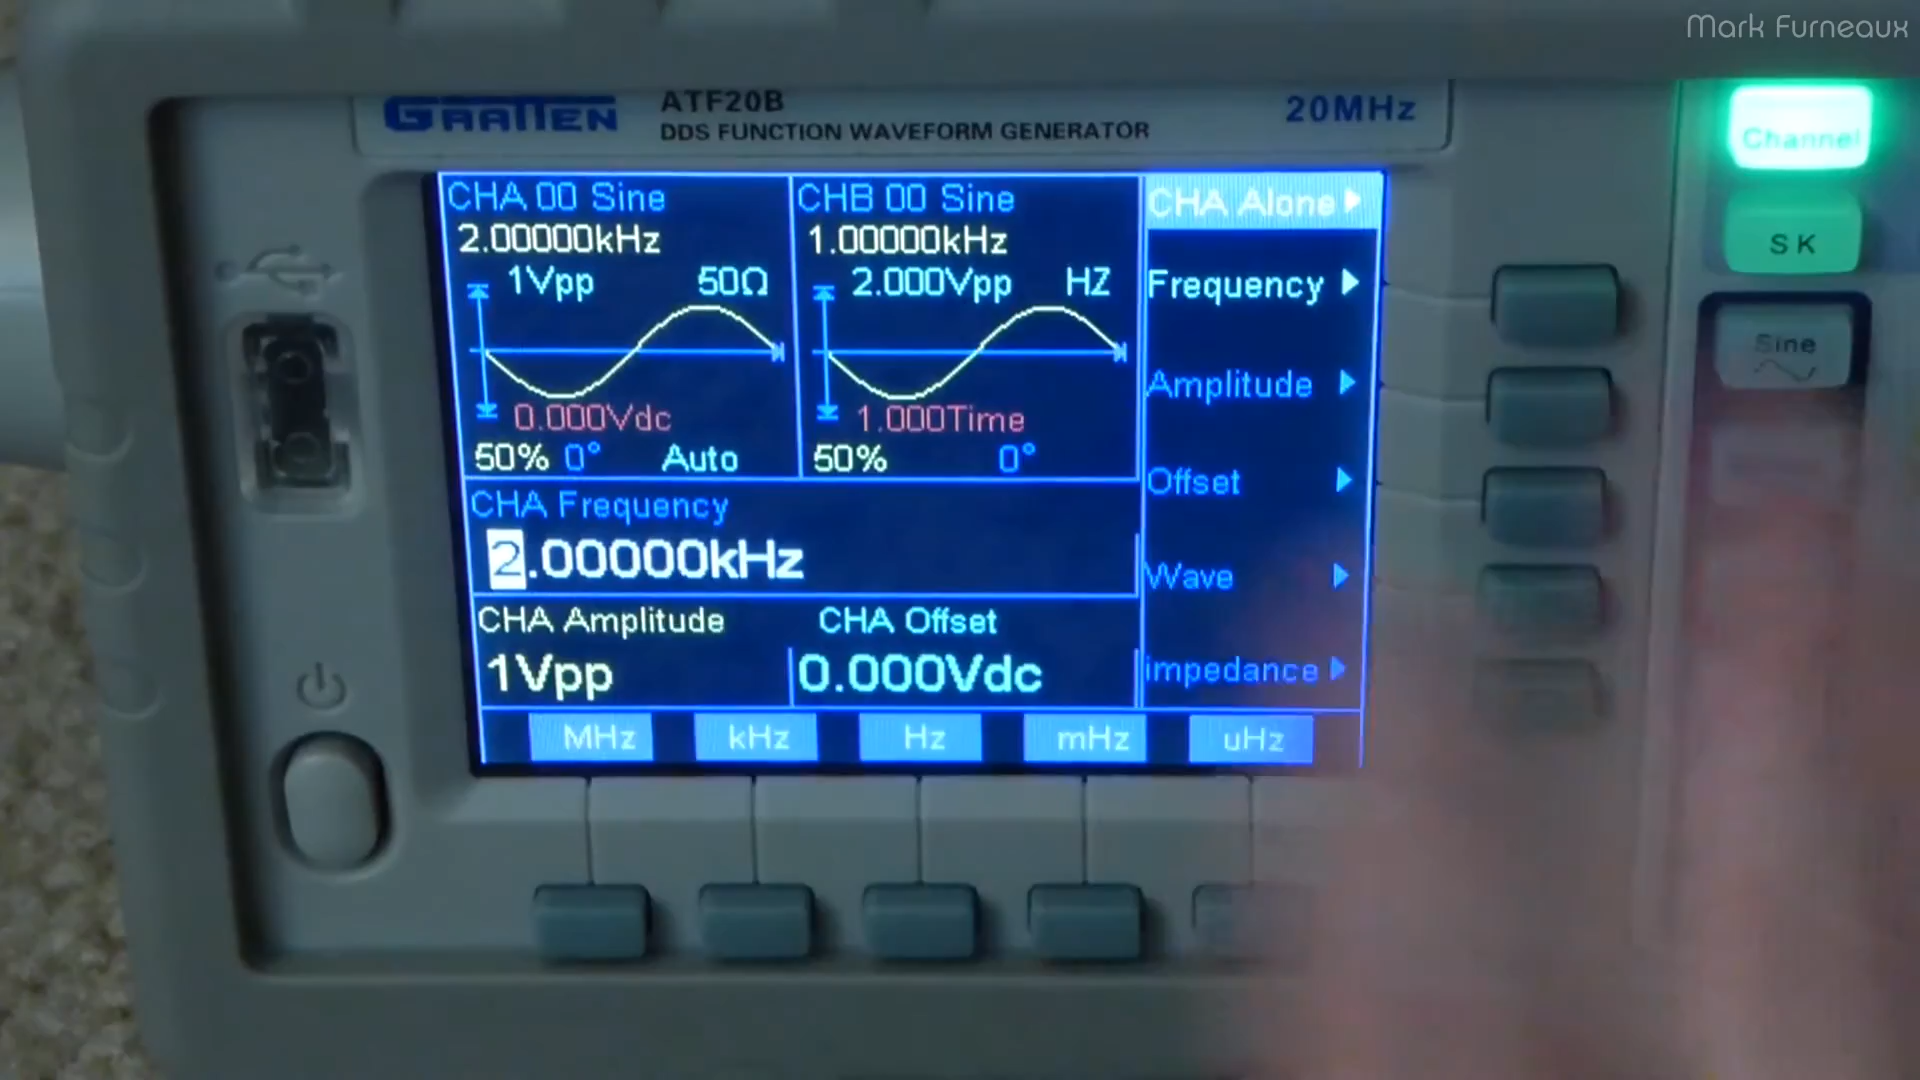 Mark Furneaux
GRATTEN
ATF20B
DDS FUNCTION WAVEFORM GENERATOR
20MHz
Channel
SK
Sine
CHA 00 Sine
2.00000kHz
1Vpp 50Ω
0.000Vdc
50% 0° Auto
CHB 00 Sine
1.00000kHz
2.000Vpp HZ
1.000Time
50% 0°
CHA Alone
Frequency
Amplitude
Offset
Wave
impedance
CHA Frequency
2.00000kHz
CHA Amplitude
1Vpp
CHA Offset
0.000Vdc
MHz kHz Hz mHz uHz